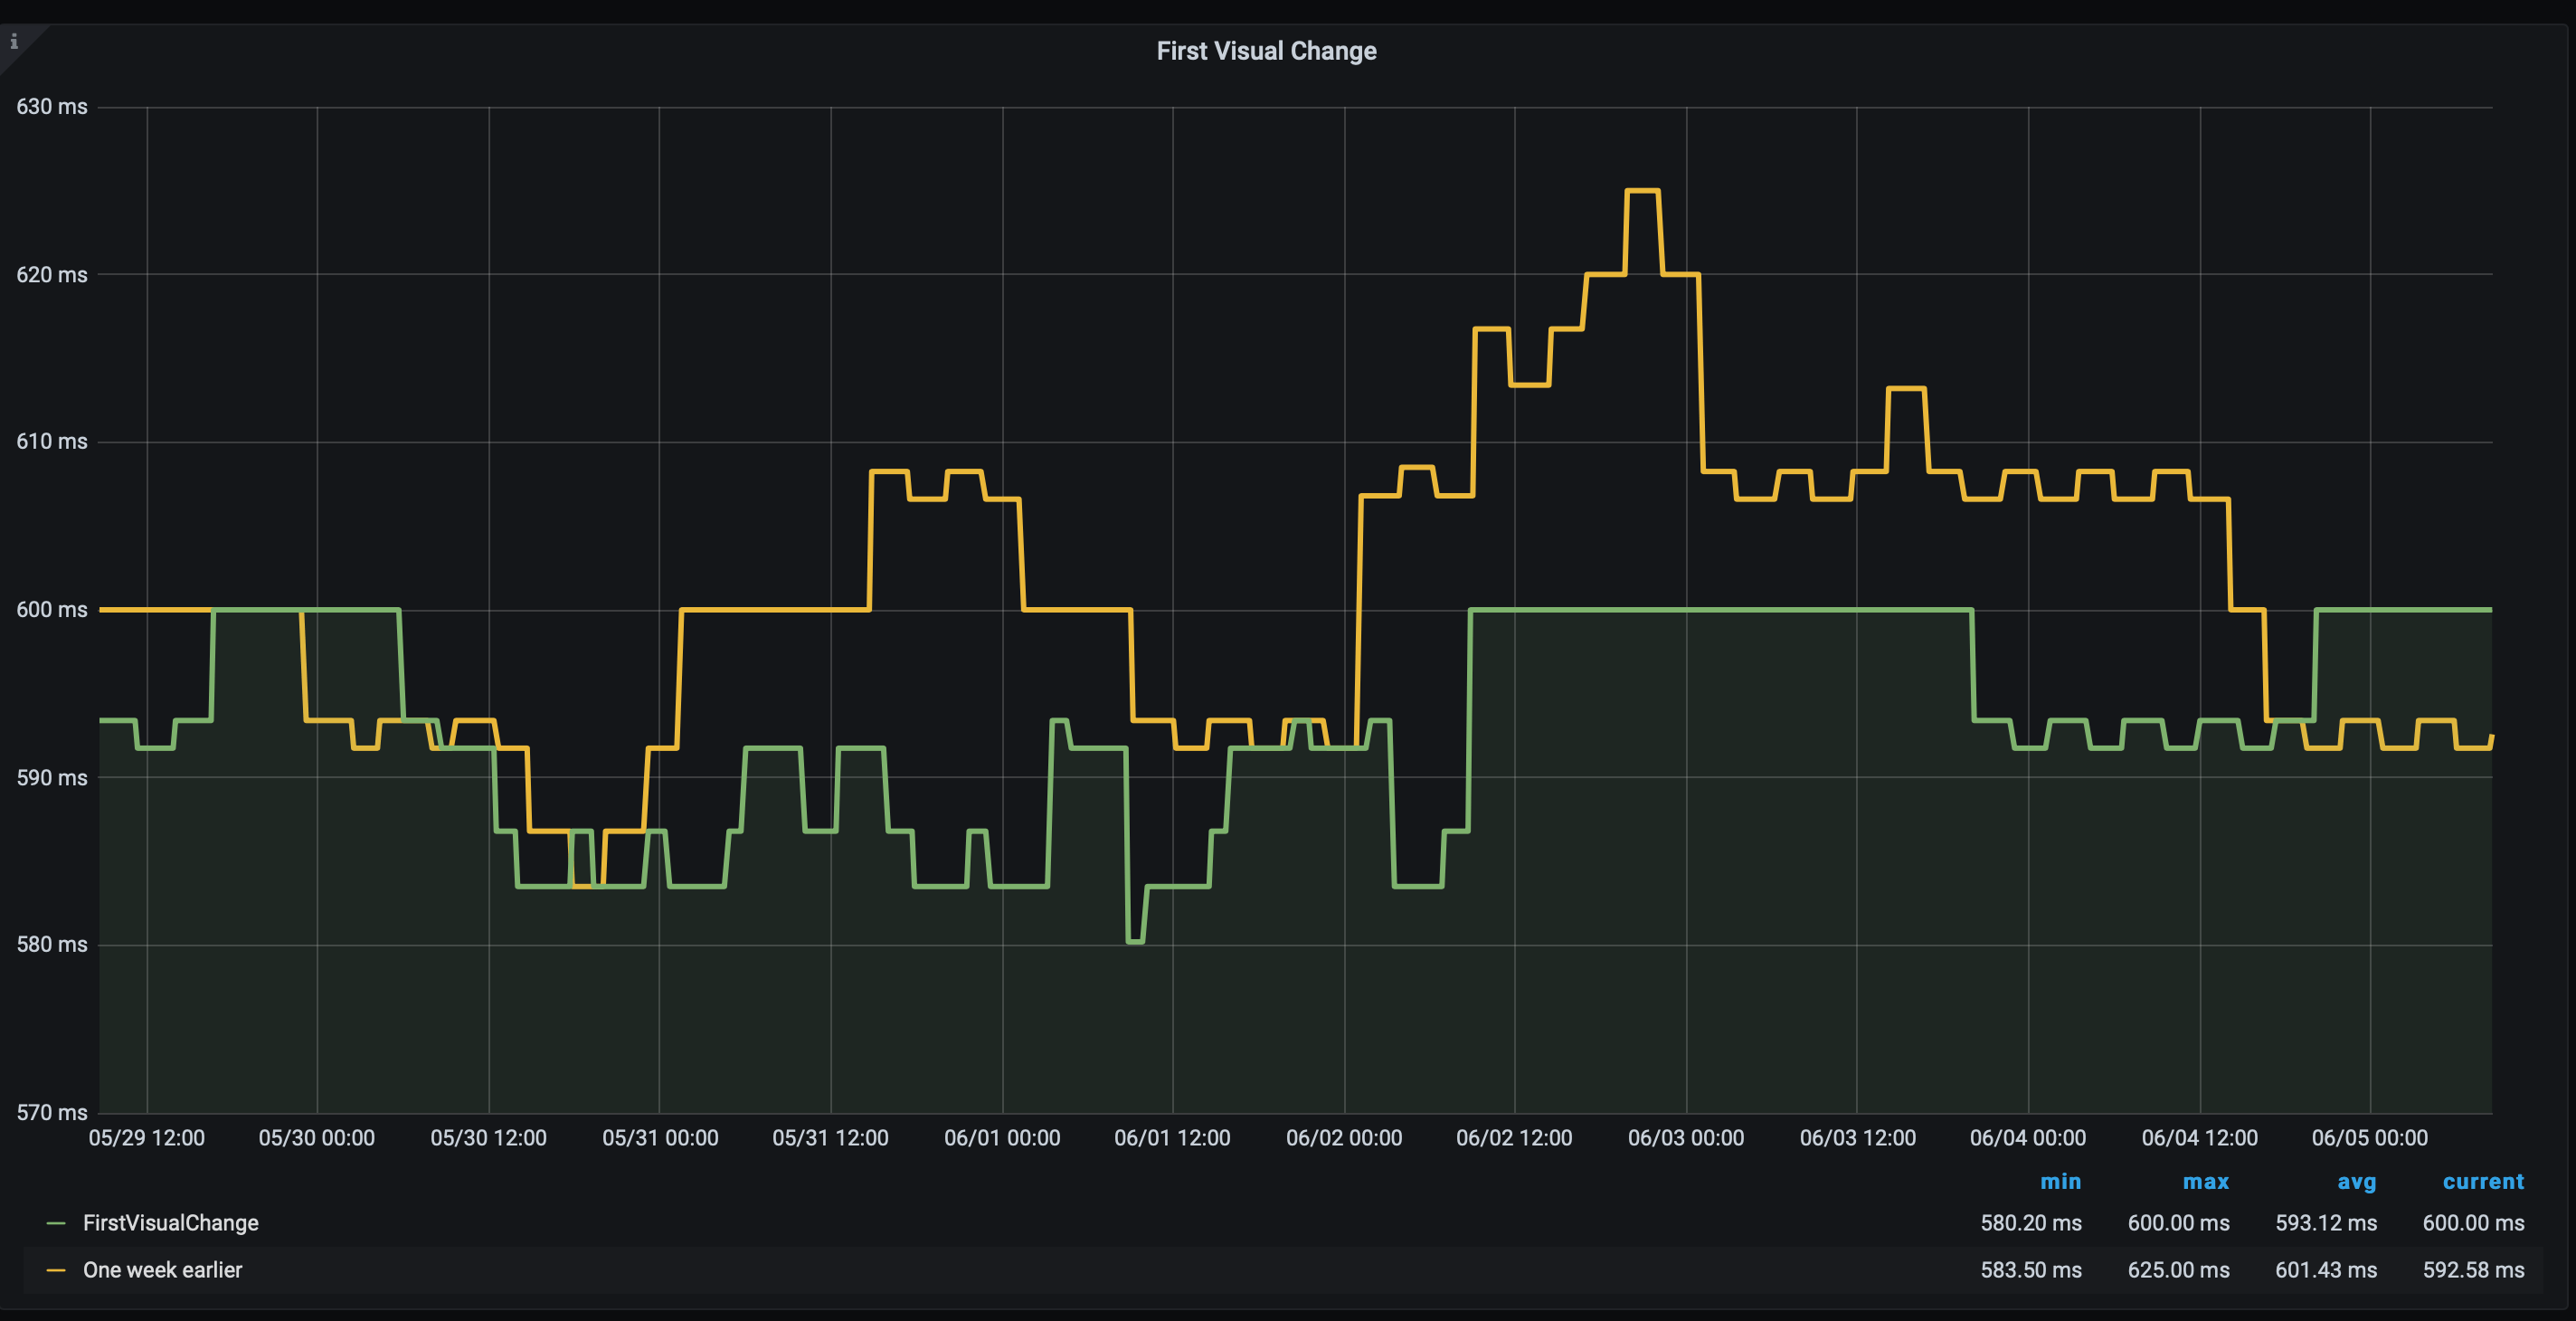 i
First Visual Change
630 ms
620 ms
610 ms
600 ms
590 ms
580 ms
570 ms
05/29 12:00 05/30 00:00 05/30 12:00 05/31 00:00 05/31 12:00 06/01 00:00 06/01 12:00 06/02 00:00 06/02 12:00 06/03 00:00 06/03 12:00 06/04 00:00 06/04 12:00 06/05 00:00
min max avg current
FirstVisualChange 580.20 ms 600.00 ms 593.12 ms 600.00 ms
One week earlier 583.50 ms 625.00 ms 601.43 ms 592.58 ms